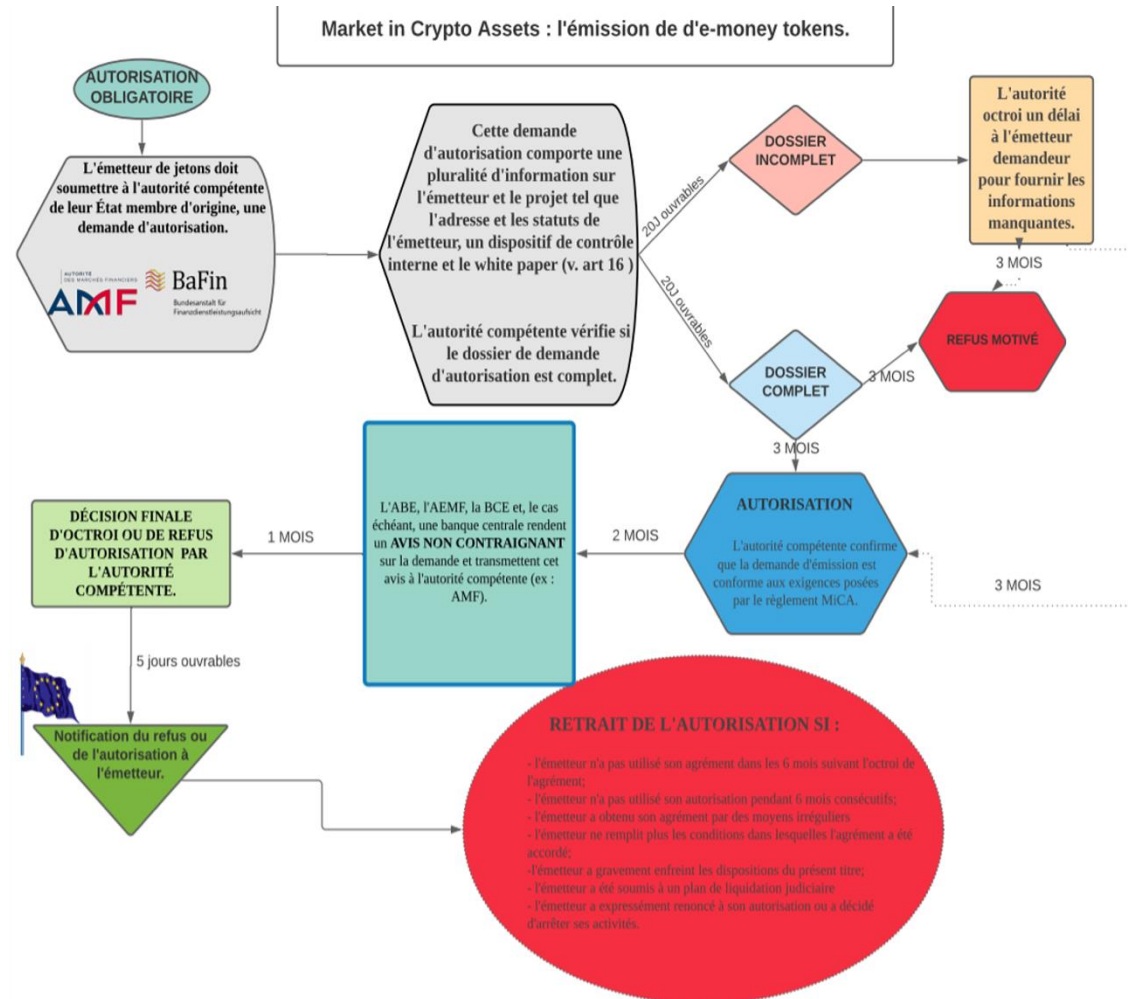 Market in Crypto Assets : l'émission de d'e-money tokens.
AUTORISATION
OBLIGATOIRE
L'émetteur de jetons doit
soumettre à l'autorité compétente
de leur État membre d'origine, une
demande d'autorisation.
AUTORITÉ
DES MARCHÉS FINANCIERS
AMF
BaFin
Bundesanstalt für
Finanzdienstleistungsaufsicht
Cette demande
d'autorisation comporte une
pluralité d'information sur
l'émetteur et le projet tel que
l'adresse et les statuts de
l'émetteur, un dispositif de contrôle
interne et le white paper (v. art 16 )
L'autorité compétente vérifie si
le dossier de demande
d'autorisation est complet.
20J ouvrables
20J ouvrables
DOSSIER
INCOMPLET
L'autorité
octroi un délai
à l'émetteur
demandeur
pour fournir les
informations
manquantes.
3 MOIS
REFUS MOTIVÉ
DOSSIER
COMPLET
3 MOIS
3 MOIS
AUTORISATION
L'autorité compétente confirme
que la demande d'émission est
conforme aux exigences posées
par le règlement MiCA.
3 MOIS
2 MOIS
L'ABE, l'AEMF, la BCE et, le cas
échéant, une banque centrale rendent
un AVIS NON CONTRAIGNANT
sur la demande et transmettent cet
avis à l'autorité compétente (ex :
AMF).
1 MOIS
DÉCISION FINALE
D'OCTROI OU DE REFUS
D'AUTORISATION PAR
L'AUTORITÉ
COMPÉTENTE.
5 jours ouvrables
Notification du refus ou
de l'autorisation à
l'émetteur.
RETRAIT DE L'AUTORISATION SI :
- l'émetteur n'a pas utilisé son agrément dans les 6 mois suivant l'octroi de
l'agrément;
- l'émetteur n'a pas utilisé son autorisation pendant 6 mois consécutifs;
- l'émetteur a obtenu son agrément par des moyens irréguliers
- l'émetteur ne remplit plus les conditions dans lesquelles l'agrément a été
accordé;
-l'émetteur a gravement enfreint les dispositions du présent titre;
- l'émetteur a été soumis à un plan de liquidation judiciaire
- l'émetteur a expressément renoncé à son autorisation ou a décidé
d'arrêter ses activités.